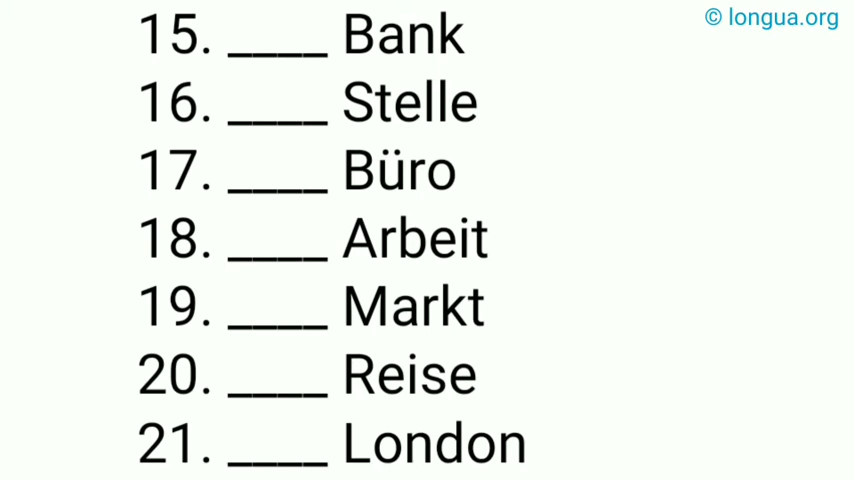 © longua.org
15. ____ Bank
16. ____ Stelle
17. ____ Büro
18. ____ Arbeit
19. ____ Markt
20. ____ Reise
21. ____ London